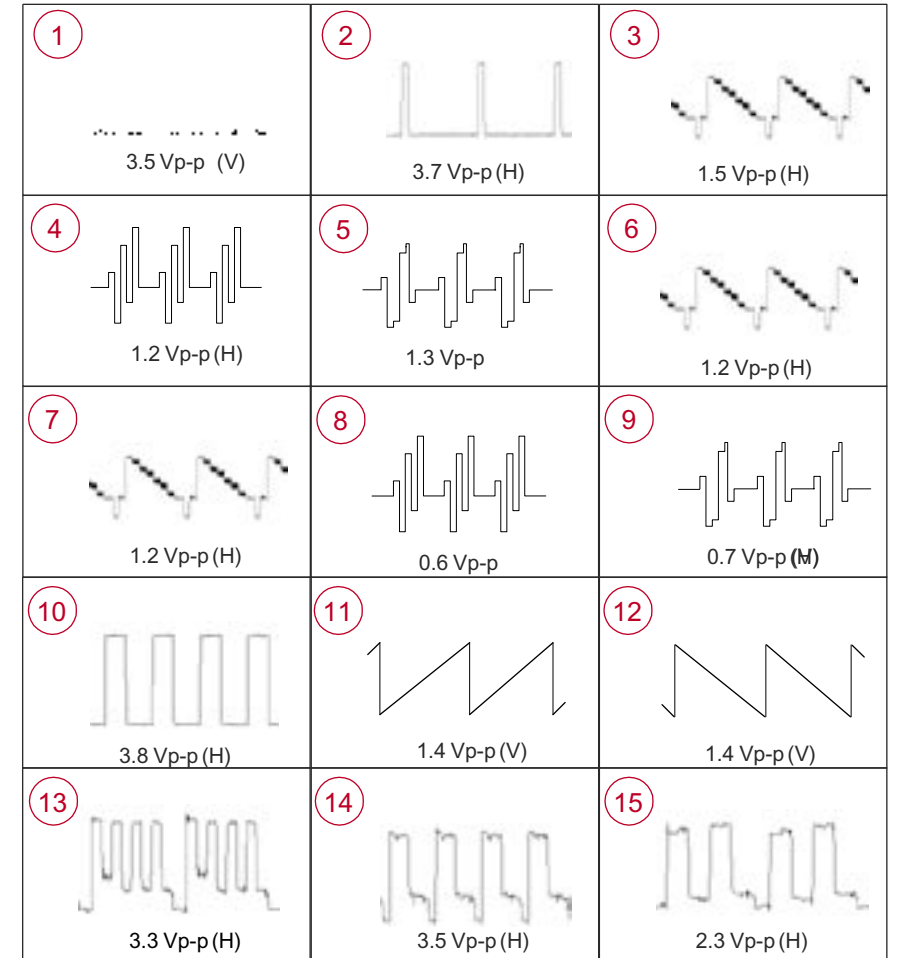 1
2
3
3.5 Vp-p (V)
3.7 Vp-p (H)
1.5 Vp-p (H)
4
5
6
1.2 Vp-p (H)
1.3 Vp-p
1.2 Vp-p (H)
7
8
9
1.2 Vp-p (H)
0.6 Vp-p
0.7 Vp-p
10
11
12
3.8 Vp-p (H)
1.4 Vp-p (V)
1.4 Vp-p (V)
13
14
15
3.3 Vp-p (H)
3.5 Vp-p (H)
2.3 Vp-p (H)